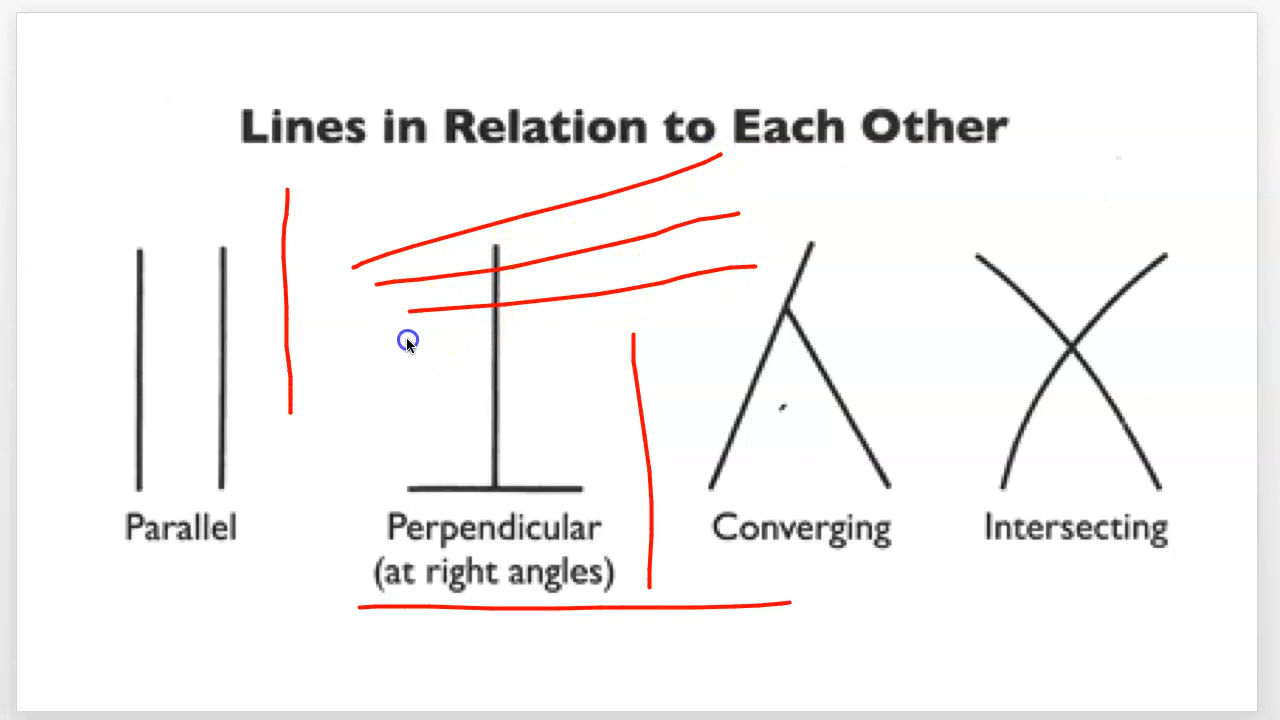 Lines in Relation to Each Other
Parallel
Perpendicular
(at right angles)
Converging
Intersecting